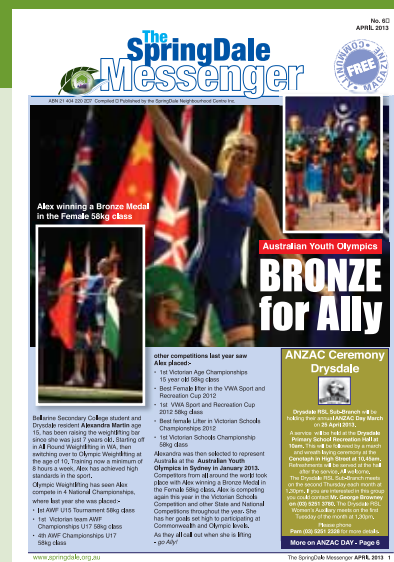 No. 6
APRIL 2013
The
SpringDale
Messenger
COMMUNITY
FREE
MAGAZINE
Compiled & Published by the SpringDale Neighbourhood Centre Inc.
Alex winning a Bronze Medal
in the Female 58kg class
Australian Youth Olympics
BRONZE
for Ally
Bellarine Secondary College student and
Drysdale resident Alexandra Martin age
15, has been raising the weightlifting bar
since she was just 7 years old. Starting off
in All Round Weightlifting in WA, then
switching over to Olympic Weightlifting at
the age of 10, Training now a minimum of
8 hours a week, Alex has achieved high
standards in the sport.
Olympic Weightlifting has seen Alex
compete in 4 National Championships,
where last year she was placed:-
• 1st AWF U15 Tournament 58kg class
• 1st Victorian team AWF
Championships U17 58kg class
• 4th AWF Championships U17
58kg class
other competitions last year saw
Alex placed:-
• 1st Victorian Age Championships
15 year old 58kg class
• Best Female lifter in the VWA Sport and
Recreation Cup 2012
• 1st VWA Sport and Recreation Cup
2012 58kg class
• Best female Lifter in Victoria Schools
Championships 2012
• 1st Victorian Schools Championship
58kg class
Alexandra was then selected to represent
Australia at the Australian Youth
Olympics in Sydney in January 2013.
Competitors from all around the world took
place with Alex winning a Bronze Medal in
the Female 58kg class, Alex is competing
again this year in the Victorian Schools
Competition and other State and National
Competitions throughout the year. She
has her goals set high to participating at
Commonwealth and Olympic levels.
As they all call out when she is lifting
- go Ally!
ANZAC Ceremony
Drysdale
Drysdale RSL Sub-Branch will be
holding their annual ANZAC Day March
on 25 April 2013.
A service will be held at the Drysdale
Primary School Recreation Hall at
10am. This will be followed by a march
and wreath laying ceremony at the
Cenotaph in High Street at 10.45am.
Refreshments will be served at the hall
after the service. All welcome.
The Drysdale RSL Sub-Branch meets
on the second Thursday each month at
1.30pm, if you are interested in this group
you could contact Mr. George Browney
on (03) 5251 3760. The Drysdale RSL
Women's Auxiliary meets on the first
Tuesday of the month at 1.30pm.
Please phone
Pam (03) 5251 3328 for more details.
More on ANZAC DAY - Page 6
www.springdale.org.au
The SpringDale Messenger APRIL 2013 1